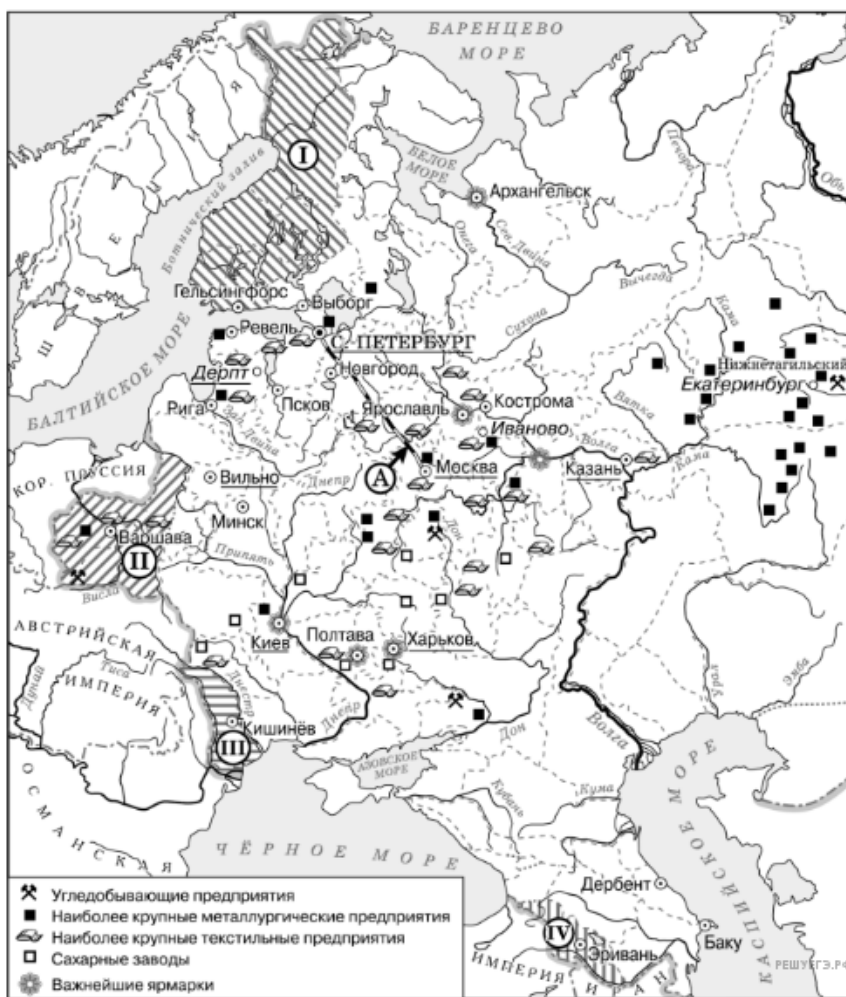 БАРЕНЦЕВО
МОРЕ
Печора
Обь
БЕЛОЕ
МОРЕ
Архангельск
I
Ботнический залив
Онега
Сев. Двина
Вычегда
ШВЕЦИЯ
Гельсингфорс
Выборг
Сухона
Кама
Ревель
С. ПЕТЕРБУРГ
Нижнетагильский
БАЛТИЙСКОЕ МОРЕ
Дерпт
Новгород
Екатеринбург
Вятка
Рига
Псков
Ярославль
Кострома
Зап. Двина
Иваново
Волга
КОР. ПРУССИЯ
Вильно
Днепр
А
Москва
Казань
Кама
Минск
Дон
Варшава
II
Припять
Висла
АВСТРИЙСКАЯ
Киев
Полтава
Харьков
Тиса
ИМПЕРИЯ
Днестр
Днепр
Дунай
Урал
Эмба
Кишинёв
III
Дон
Волга
АЗОВСКОЕ
МОРЕ
ОСМАНСКАЯ
Кубань
Кума
ЧЁРНОЕ МОРЕ
КАСПИЙСКОЕ МОРЕ
Дербент
IV
Эривань
Баку
ИМПЕРИЯ
ИРАН
Угледобывающие предприятия
Наиболее крупные металлургические предприятия
Наиболее крупные текстильные предприятия
Сахарные заводы
Важнейшие ярмарки
РЕШУЕГЭ.РФ